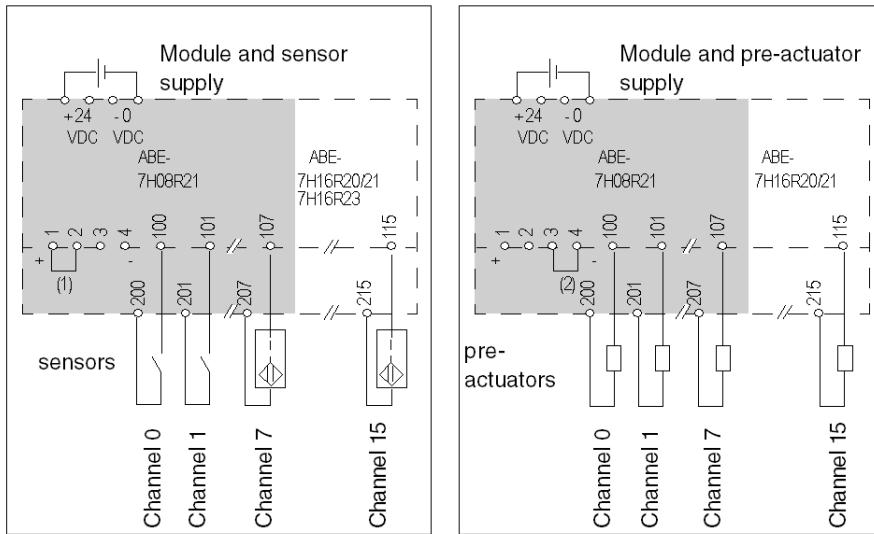 Module and sensor
supply
+24 - 0
VDC VDC
ABE-
7H08R21
ABE-
7H16R20/21
7H16R23
1 2 3 4 100 101 107 115
+ -
(1)
200 201 207 215
sensors
Channel 0
Channel 1
Channel 7
Channel 15
Module and pre-actuator
supply
+24 - 0
VDC VDC
ABE-
7H08R21
ABE-
7H16R20/21
1 2 3 4 100 101 107 115
+ -
(2)
200 201 207 215
pre-
actuators
Channel 0
Channel 1
Channel 7
Channel 15